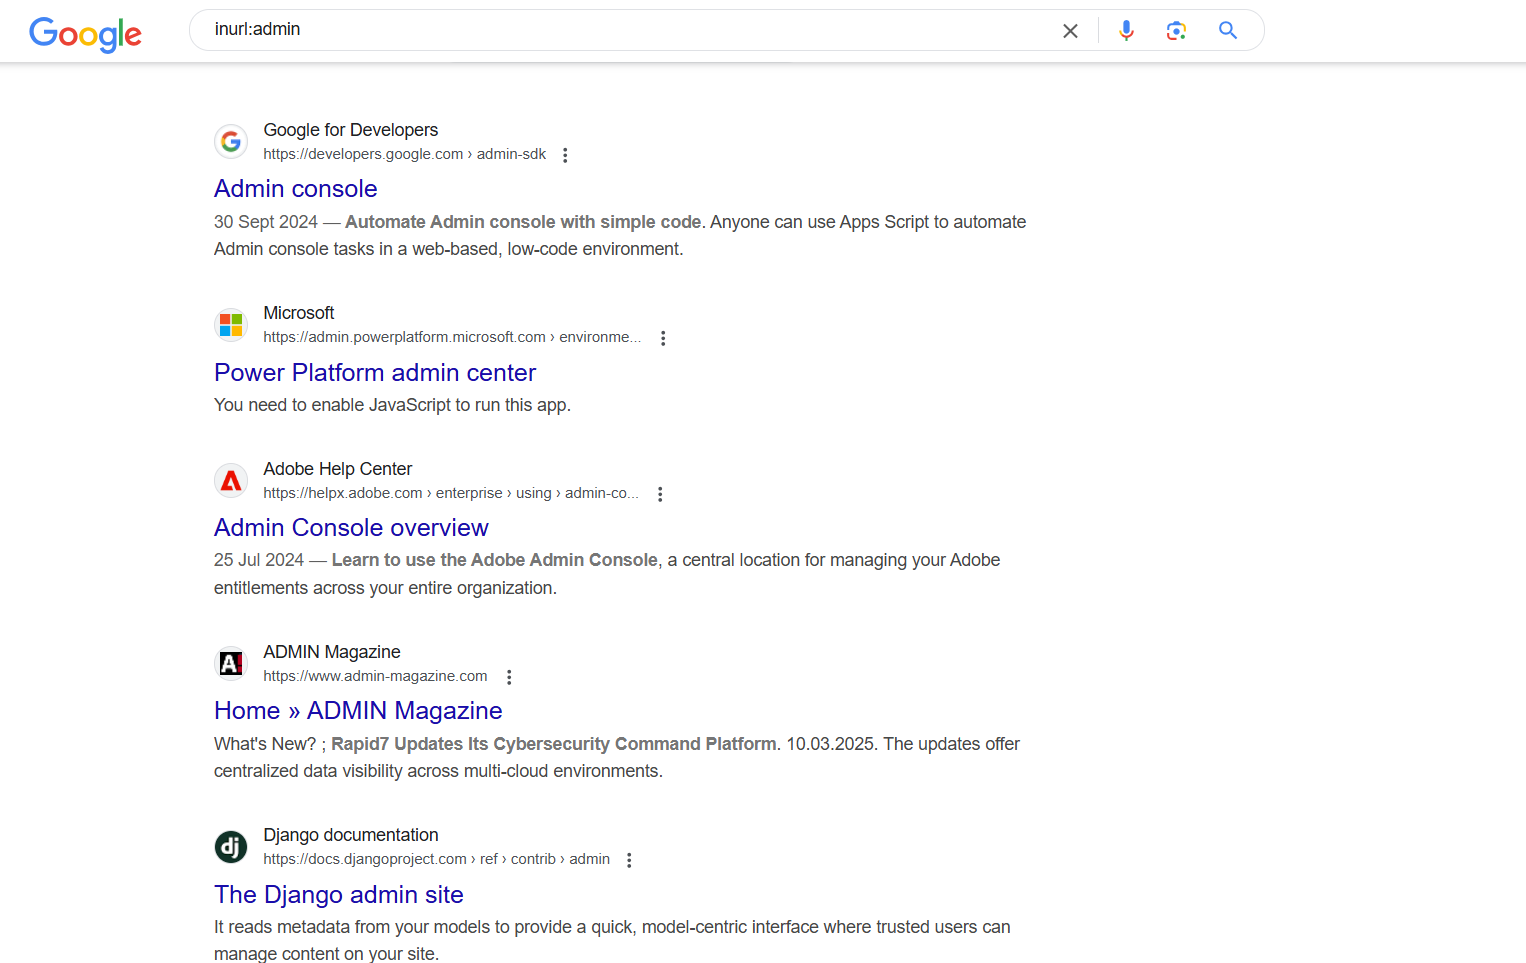 Google
inurl:admin
Google for Developers
https://developers.google.com › admin-sdk
Admin console
30 Sept 2024 — Automate Admin console with simple code. Anyone can use Apps Script to automate
Admin console tasks in a web-based, low-code environment.
Microsoft
https://admin.powerplatform.microsoft.com › environme...
Power Platform admin center
You need to enable JavaScript to run this app.
Adobe Help Center
https://helpx.adobe.com › enterprise › using › admin-co...
Admin Console overview
25 Jul 2024 — Learn to use the Adobe Admin Console, a central location for managing your Adobe
entitlements across your entire organization.
A
ADMIN Magazine
https://www.admin-magazine.com
Home » ADMIN Magazine
What's New? ; Rapid7 Updates Its Cybersecurity Command Platform. 10.03.2025. The updates offer
centralized data visibility across multi-cloud environments.
dj
Django documentation
https://docs.djangoproject.com › ref › contrib › admin
The Django admin site
It reads metadata from your models to provide a quick, model-centric interface where trusted users can
manage content on your site.